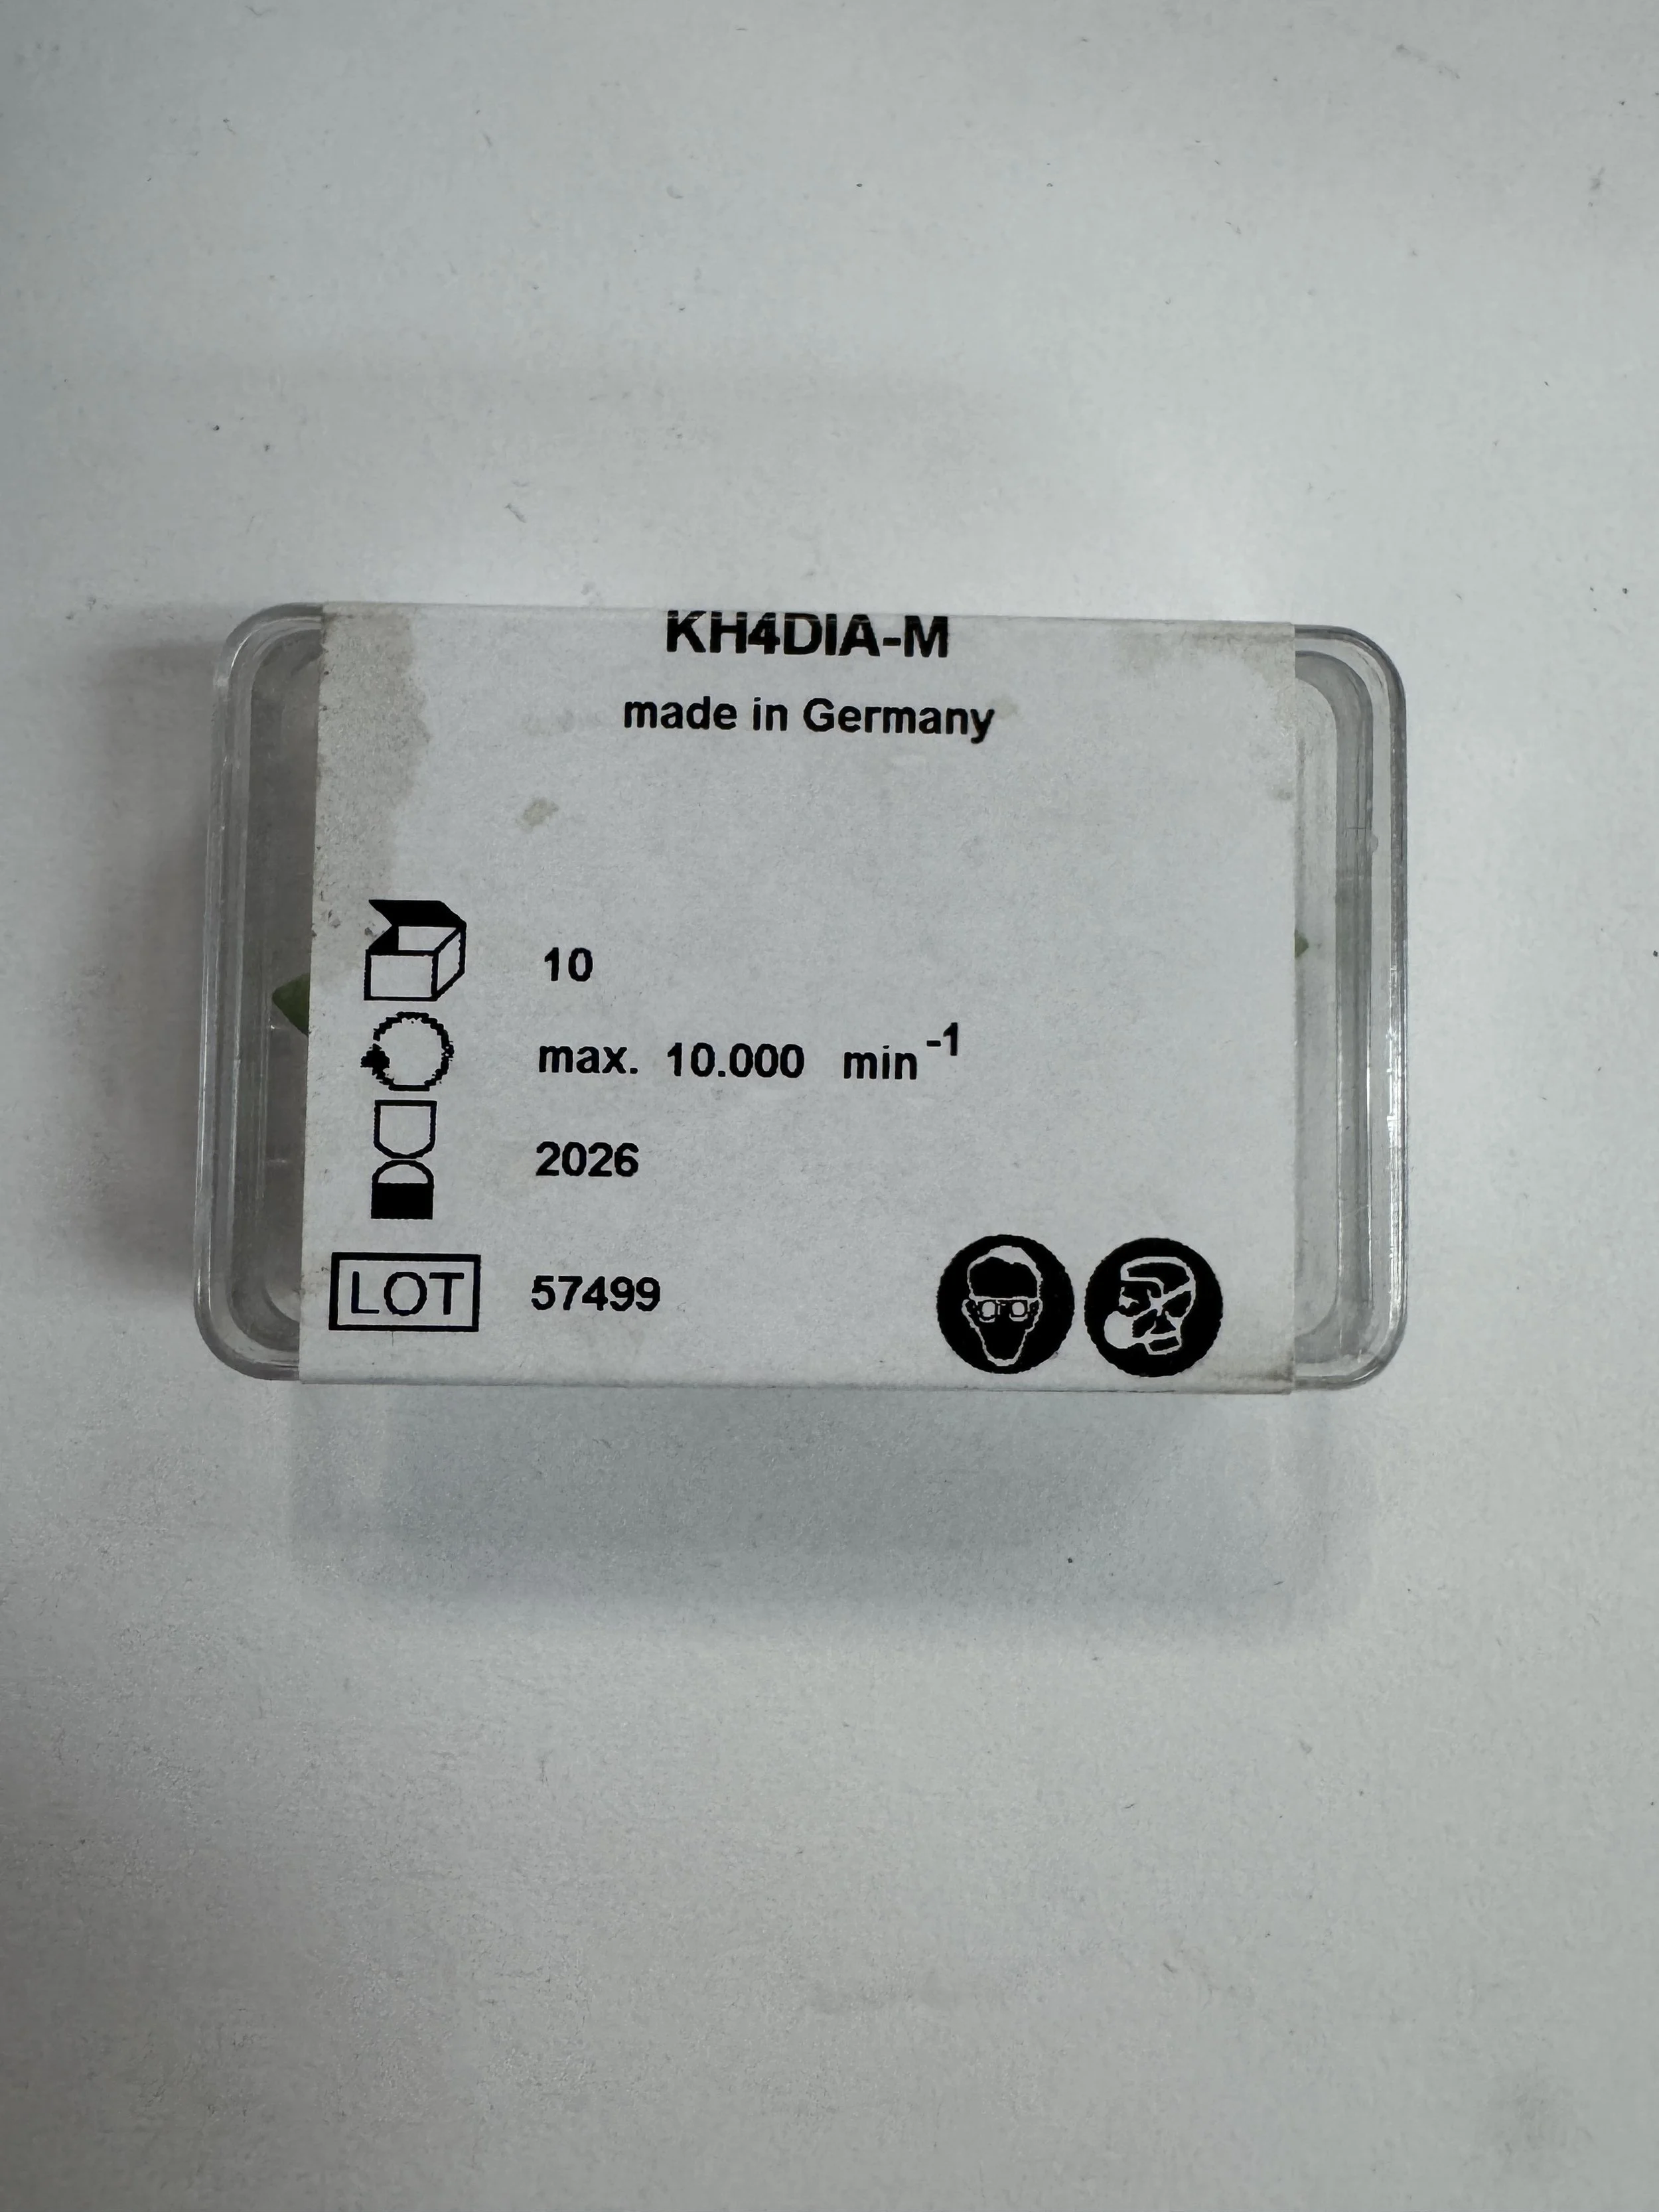 KH4DIA-M
made in Germany
10
max. 10.000 min⁻¹
2026
LOT 57499